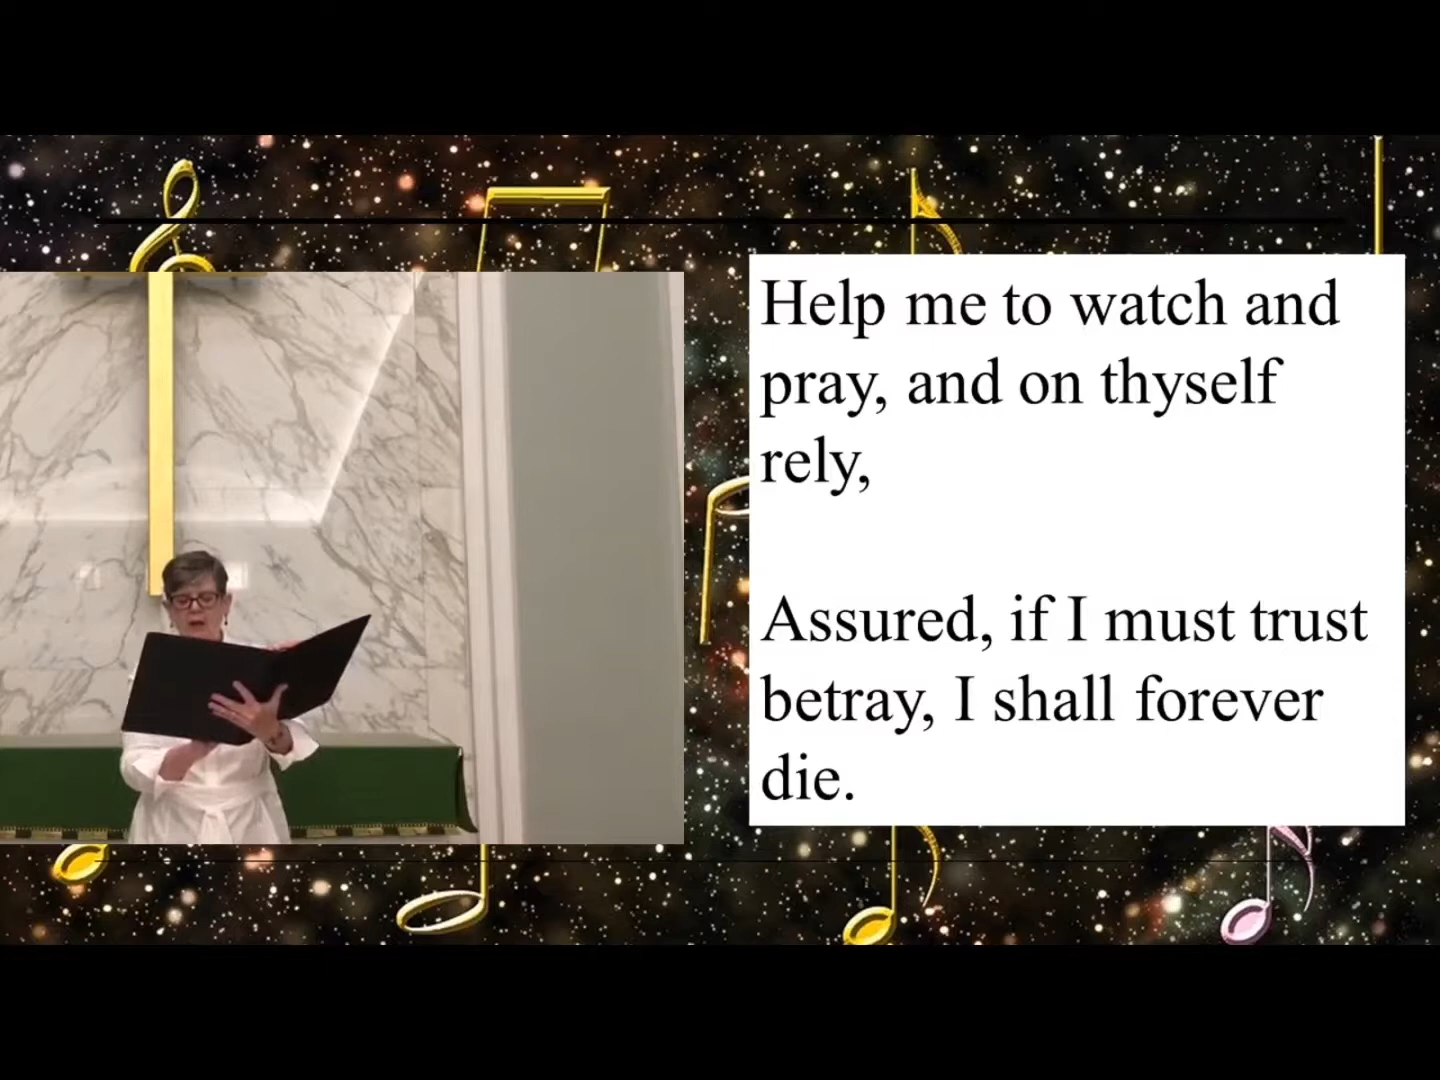 Help me to watch and
pray, and on thyself
rely,
Assured, if I must trust
betray, I shall forever
die.